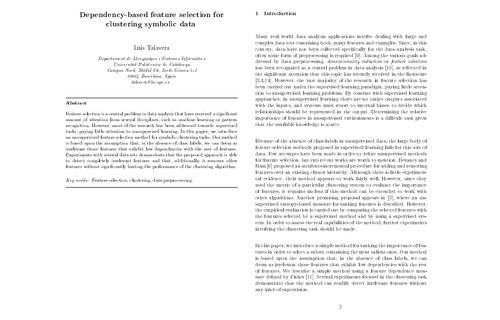 Dependency-based feature selection for
clustering symbolic data
Luis Talavera
Departament de Llenguatges i Sistemes Informàtics
Universitat Politècnica de Catalunya
Campus Nord, Mòdul C6, Jordi Girona 1-3
08034 Barcelona, Spain
talavera@lsi.upc.es
Abstract
Feature selection is a central problem in data analysis that have received a significant
amount of attention from several disciplines, such as machine learning or pattern
recognition. However, most of the research has been addressed towards supervised
tasks, paying little attention to unsupervised learning. In this paper, we introduce
an unsupervised feature selection method for symbolic clustering tasks. Our method
is based upon the assumption that, in the absence of class labels, we can deem as
irrelevant those features that exhibit low dependencies with the rest of features.
Experiments with several data sets demonstrate that the proposed approach is able
to detect completely irrelevant features and that, additionally, it removes other
features without significantly hurting the performance of the clustering algorithm.
Key words: Feature selection, clustering, data preprocessing.
1 Introduction
Many real world data analysis applications involve dealing with large and
complex data sets containing both, many features and examples. Since, in this
context, data have not been collected specifically for the data analysis task,
often some form of preprocessing is required [9]. Among the various goals ad-
dressed by data preprocessing, dimensionality reduction or feature selection
has been recognized as a central problem in data analysis [10], as reflected in
the significant attention that this topic has recently received in the literature
However, the vast majority of the research in feature selection has
been carried out under the supervised learning paradigm, paying little atten-
tion to unsupervised learning problems. By contrast with supervised learning
approaches, in unsupervised learning there are no target outputs associated
with the inputs, and systems must resort to internal biases to decide which
relationships should be represented in the output. Determining the relative
importance of features in unsupervised environments is a difficult task given
that the available knowledge is scarce.
Because of the absence of class labels in unsupervised data, the large body of
feature selection methods proposed in supervised learning fails for this sort of
data. Few attempts have been made in order to define unsupervised methods
for feature selection, but two recent works are worth to mention. Devaney and
Ram [6] proposed an attribute-incremental procedure for adding and removing
features over an existing cluster hierarchy. Although there is little experimen-
tal evidence, their method appears to work fairly well. However, since they
used the metric of a particular clustering system to evaluate the importance
of features, it remains unclear if this method can be extended to work with
other algorithms. Another promising approach appears in [5], where an un-
supervised entropy-measure for ranking features is described. However,
the empirical evaluation is carried out by comparing the selected features with
the features selected by a supervised method and by using a supervised sys-
tem. In order to assess the real capabilities of the method, further experiments
involving the clustering task should be made.
In this paper, we introduce a simple method for ranking the importance of fea-
tures in order to select a subset containing the most salient ones. Our method
is based upon the assumption that, in the absence of class labels, we can
deem as irrelevant those features that exhibit low dependencies with the rest
of features. We describe a simple method using a feature dependence mea-
sure defined by Fisher [11]. Several experiments focused in the clustering task
demonstrate that the method can readily detect irrelevant features without
any kind of supervision.
2